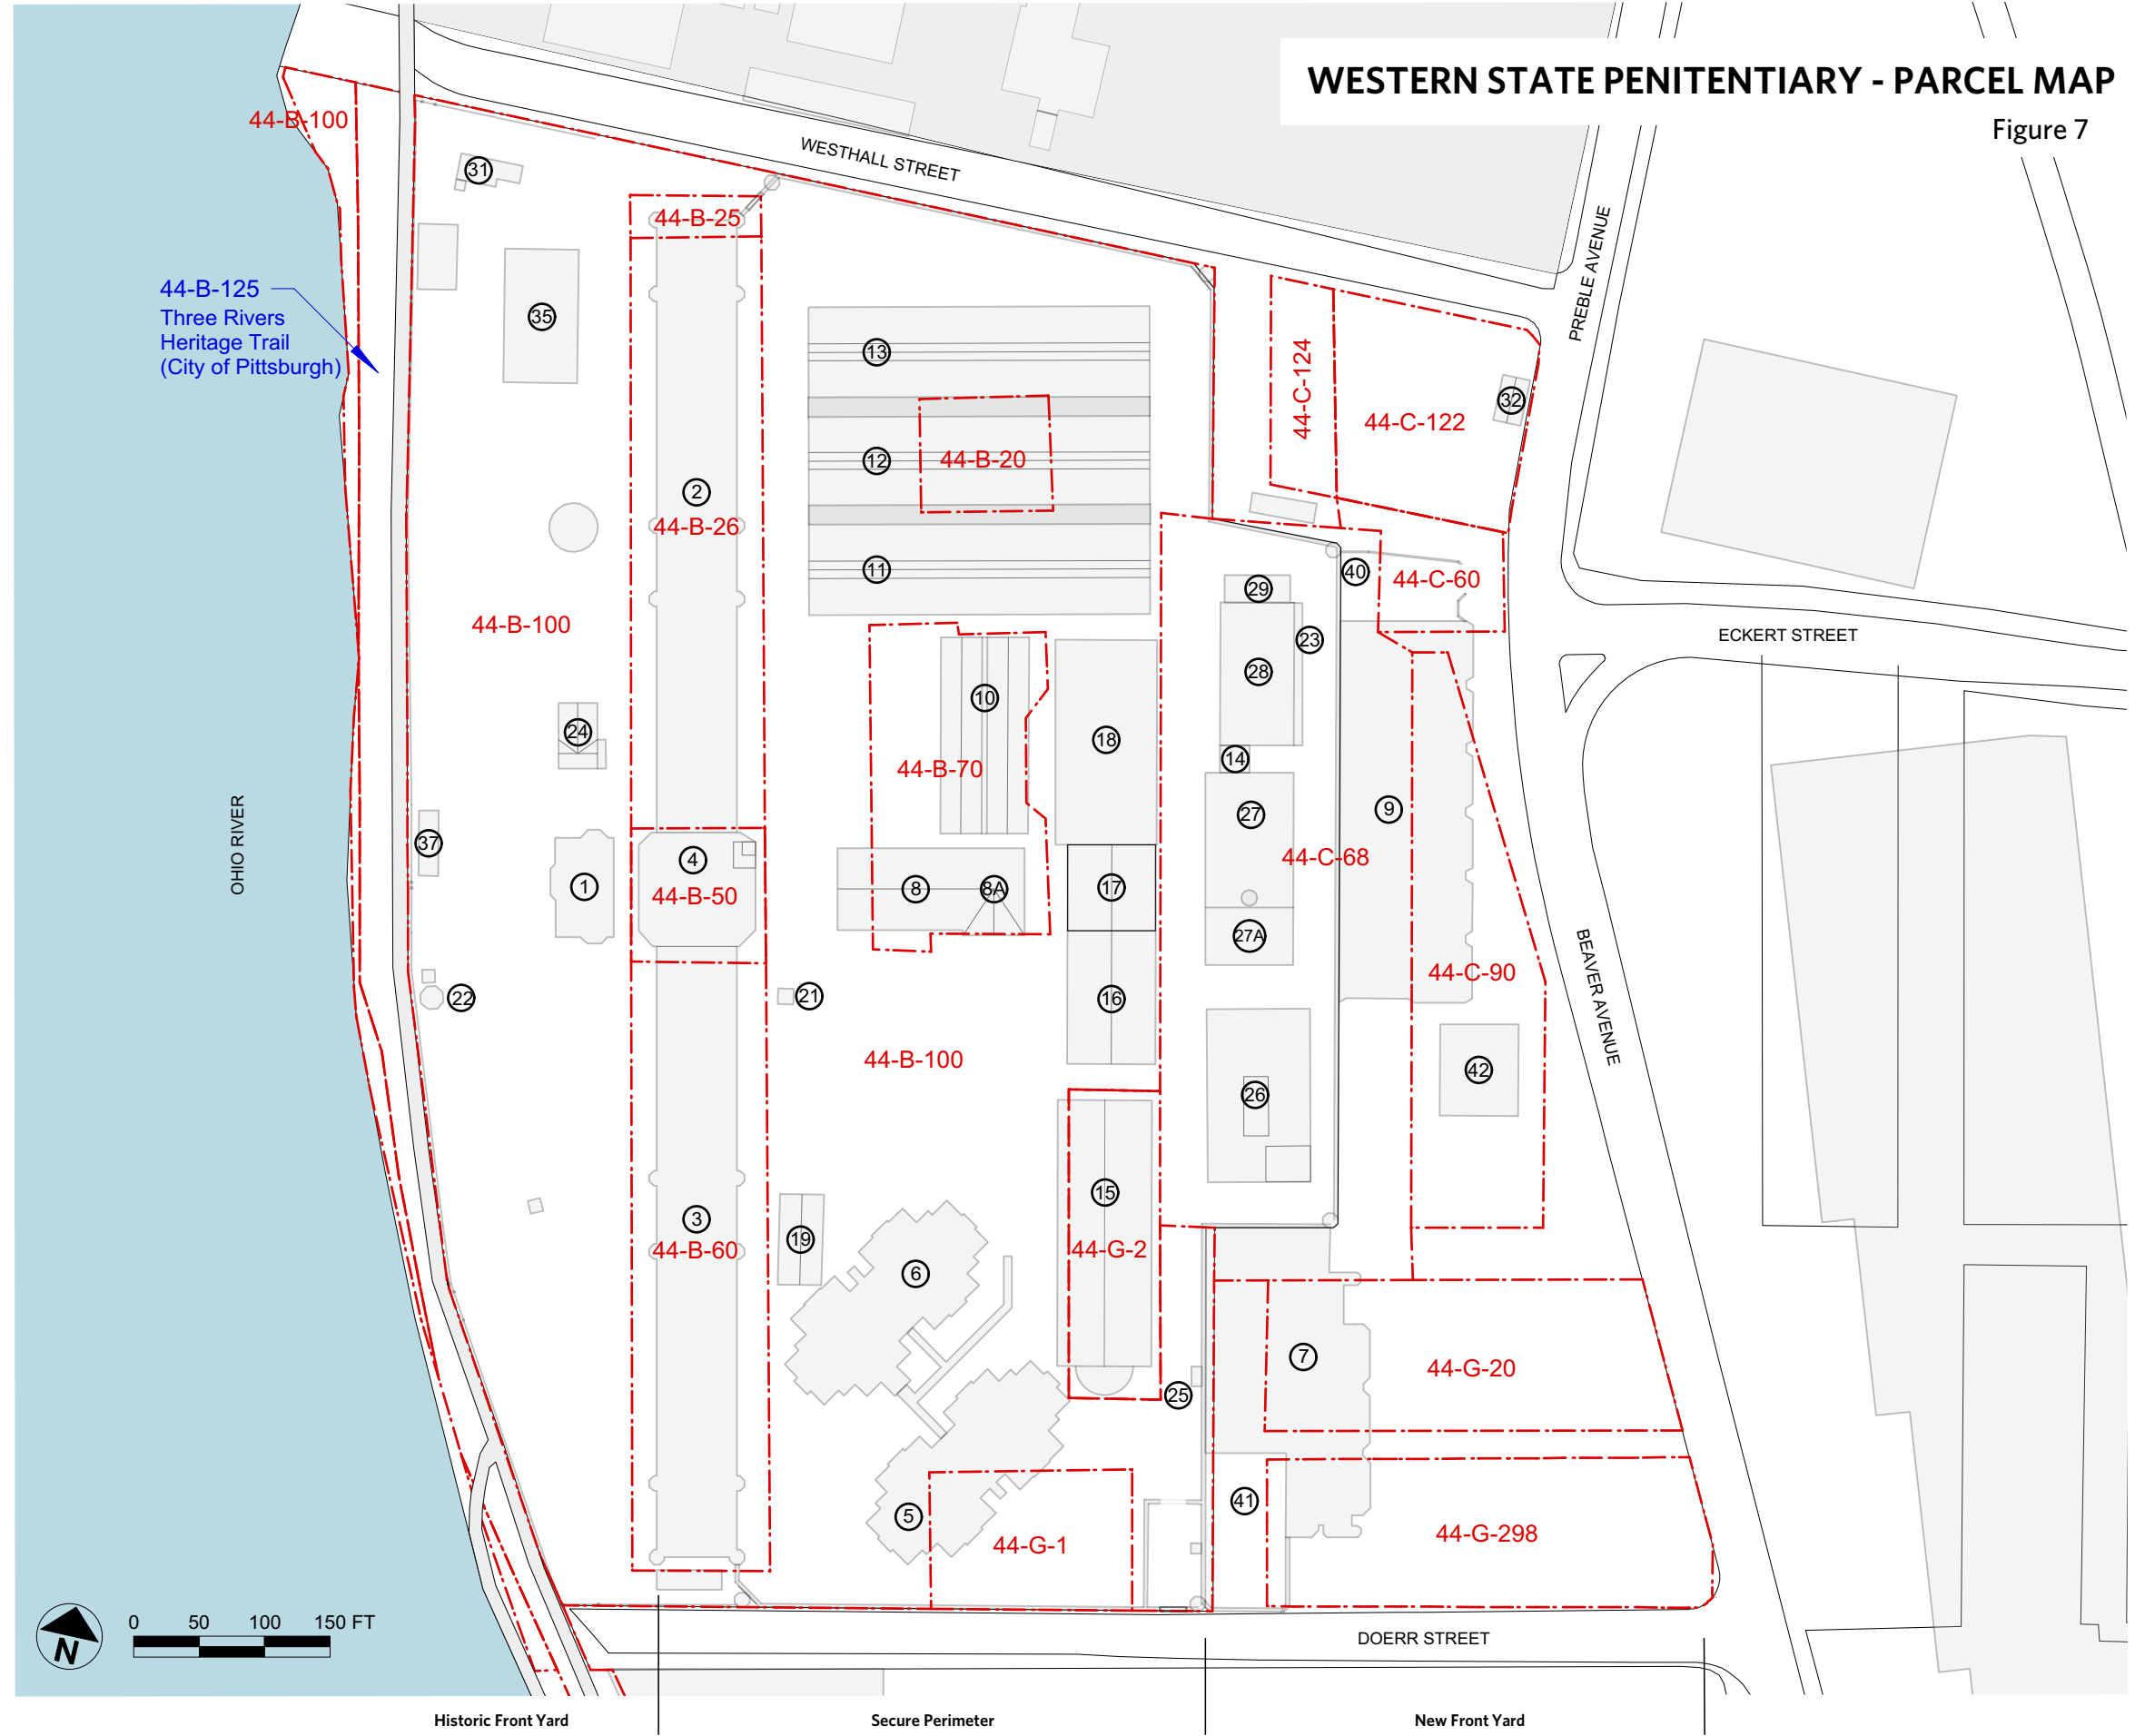 WESTERN STATE PENITENTIARY - PARCEL MAP
Figure 7
44-B-100
WESTHALL STREET
31
44-B-25
PREBLE AVENUE
44-B-125
Three Rivers
Heritage Trail
(City of Pittsburgh)
35
13
44-C-124
44-C-122
32
12
44-B-20
2
44-B-26
11
40
44-C-60
29
44-B-100
23
ECKERT STREET
28
10
24
18
14
44-B-70
9
27
OHIO RIVER
37
4
44-C-68
1
44-B-50
8
8A
17
27A
BEAVER AVENUE
44-C-90
22
21
16
44-B-100
42
26
15
3
44-B-60
19
44-G-2
6
7
44-G-20
25
5
41
44-G-1
44-G-298
N
0 50 100 150 FT
DOERR STREET
Historic Front Yard
Secure Perimeter
New Front Yard